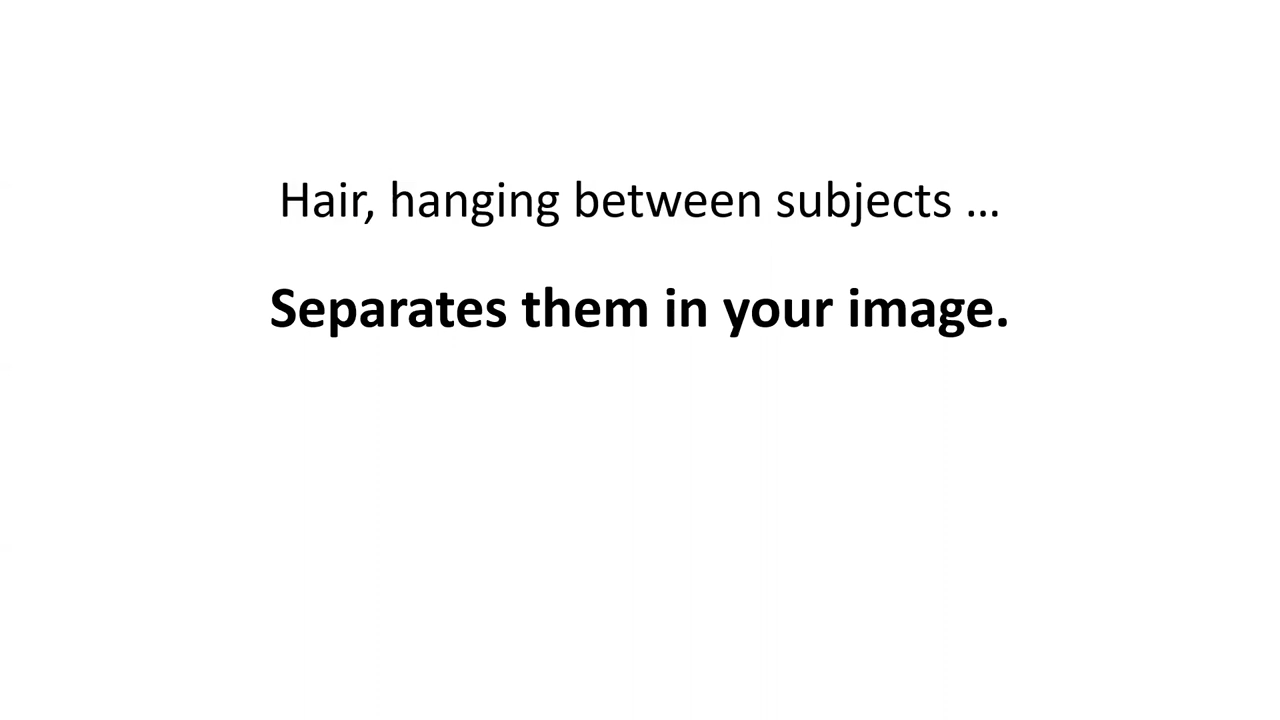 Hair, hanging between subjects …
Separates them in your image.